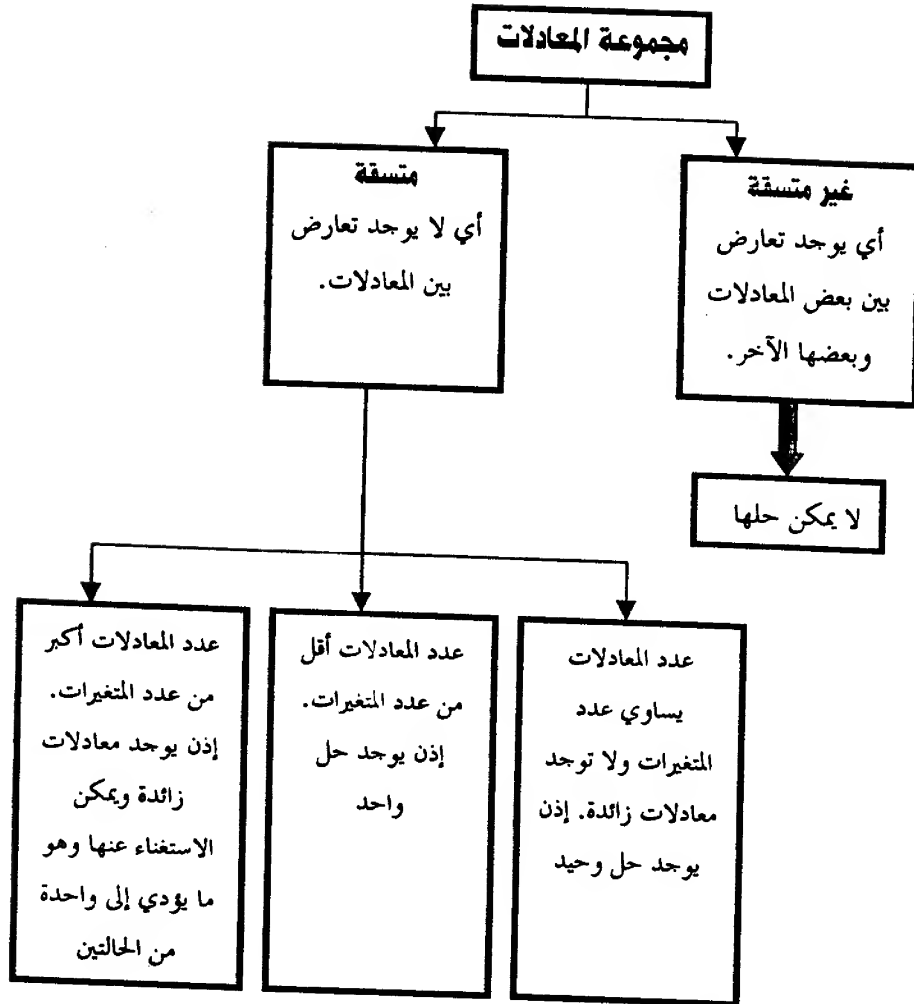 مجموعة المعادلات
غير متسقة
أي يوجد تعارض
بين بعض المعادلات
وبعضها الآخر.
لا يمكن حلها
متسقة
أي لا يوجد تعارض
بين المعادلات.
عدد المعادلات
يساوي عدد
المتغيرات ولا توجد
معادلات زائدة. إذن
يوجد حل وحيد
عدد المعادلات أقل
من عدد المتغيرات.
إذن يوجد حل
واحد
عدد المعادلات أكبر
من عدد المتغيرات.
إذن يوجد معادلات
زائدة ويمكن
الاستغناء عنها وهو
ما يؤدي إلى واحدة
من الحالتين